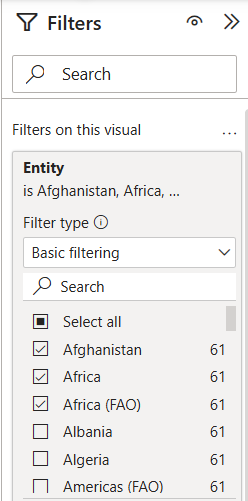 Filters
Search
Filters on this visual ...
Entity
is Afghanistan, Africa, ...
Filter type
Basic filtering
Search
Select all
Afghanistan 61
Africa 61
Africa (FAO) 61
Albania 61
Algeria 61
Americas (FAO) 61